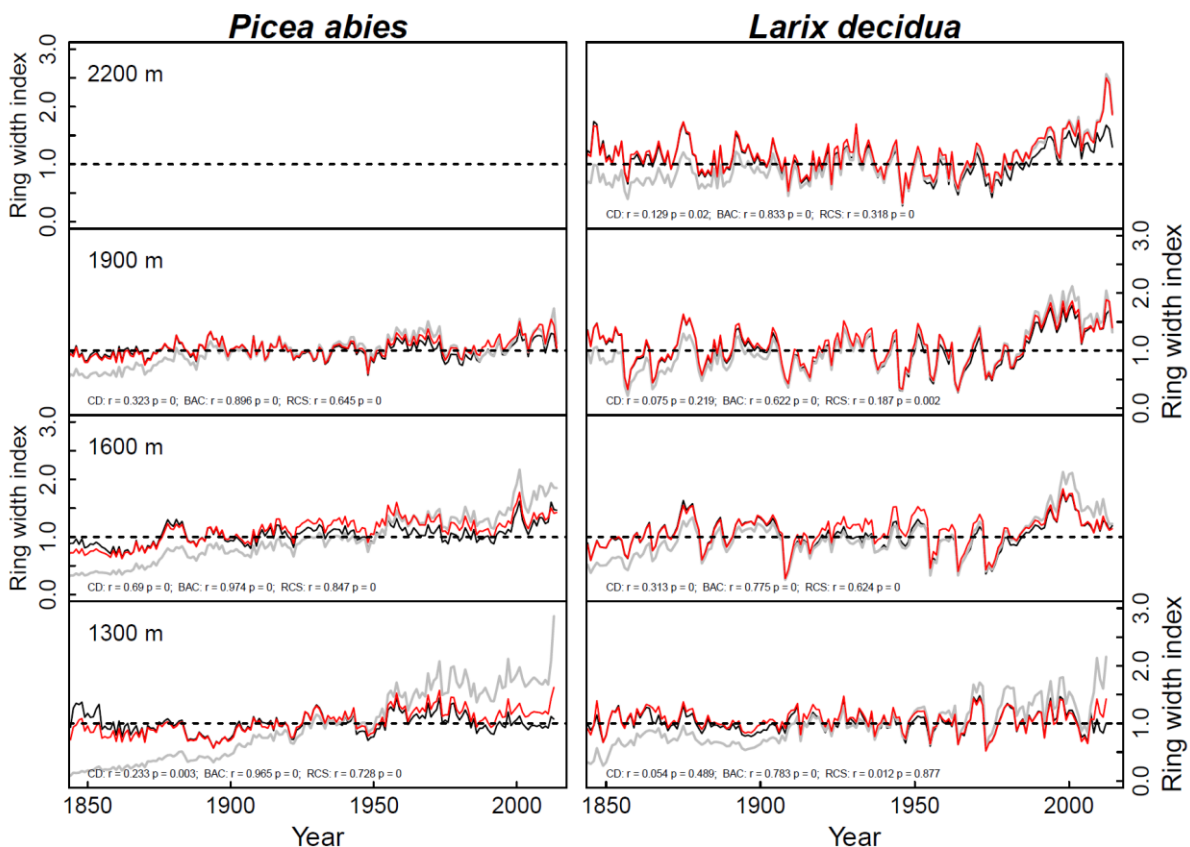 Picea abies
Larix decidua
Ring width index
0.0 1.0 2.0 3.0
2200 m
CD: r = 0.129 p = 0.02; BAC: r = 0.833 p = 0; RCS: r = 0.318 p = 0
1900 m
CD: r = 0.323 p = 0; BAC: r = 0.896 p = 0; RCS: r = 0.645 p = 0
CD: r = 0.075 p = 0.219; BAC: r = 0.622 p = 0; RCS: r = 0.187 p = 0.002
0.0 1.0 2.0 3.0
Ring width index
Ring width index
0.0 1.0 2.0 3.0
1600 m
CD: r = 0.69 p = 0; BAC: r = 0.974 p = 0; RCS: r = 0.847 p = 0
CD: r = 0.313 p = 0; BAC: r = 0.775 p = 0; RCS: r = 0.624 p = 0
1300 m
CD: r = 0.233 p = 0.003; BAC: r = 0.965 p = 0; RCS: r = 0.728 p = 0
CD: r = 0.054 p = 0.489; BAC: r = 0.783 p = 0; RCS: r = 0.012 p = 0.877
0.0 1.0 2.0 3.0
Ring width index
1850 1900 1950 2000
Year
1850 1900 1950 2000
Year